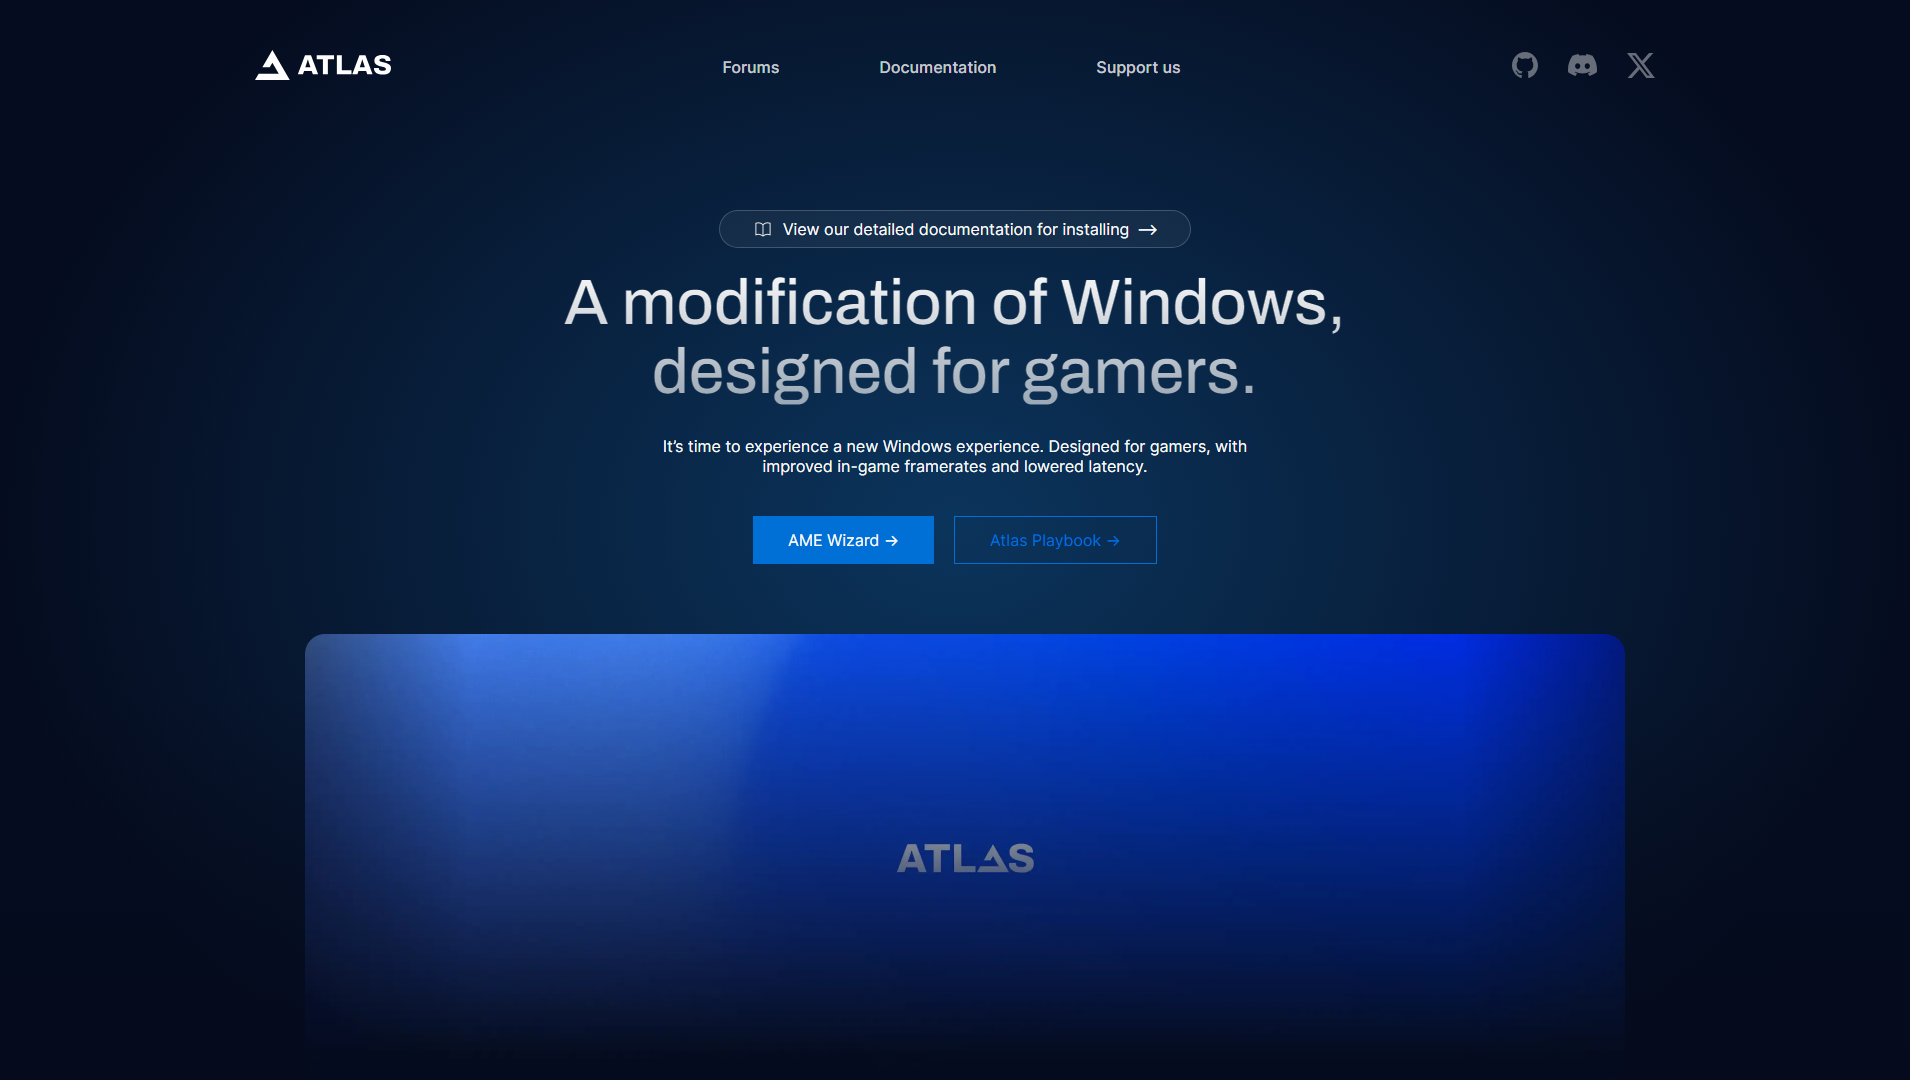 ATLAS
Forums
Documentation
Support us
View our detailed documentation for installing →
A modification of Windows,
designed for gamers.
It’s time to experience a new Windows experience. Designed for gamers, with
improved in-game framerates and lowered latency.
AME Wizard →
Atlas Playbook →
ATLAS